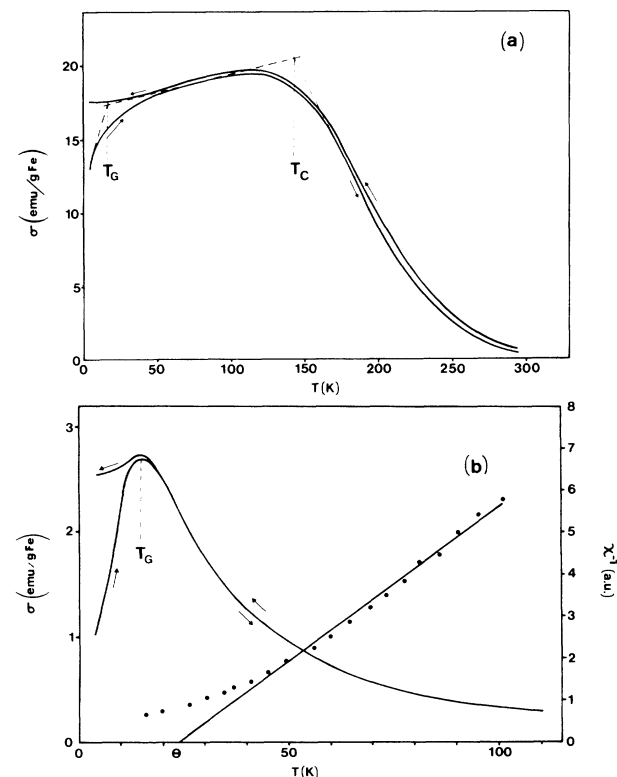 (a)
20
15
10
5
0
σ (emu/g Fe)
T_G
T_C
0 50 100 150 200 250 300
T(K)
(b)
3
2
1
0
σ (emu/g Fe)
T_G
8
7
6
5
4
3
2
1
0
χ⁻¹ (a.u.)
0 Θ 50 100
T(K)